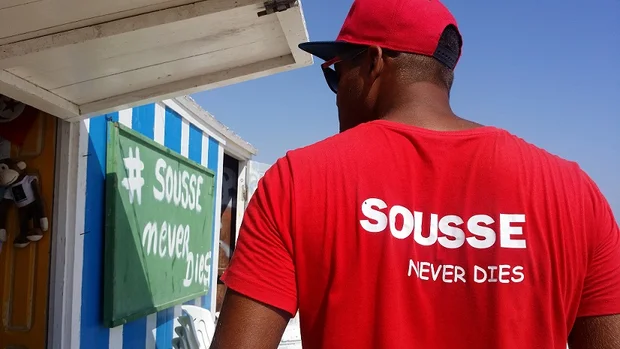 # SOUSSE
never
Dies
SOUSSE
NEVER DIES